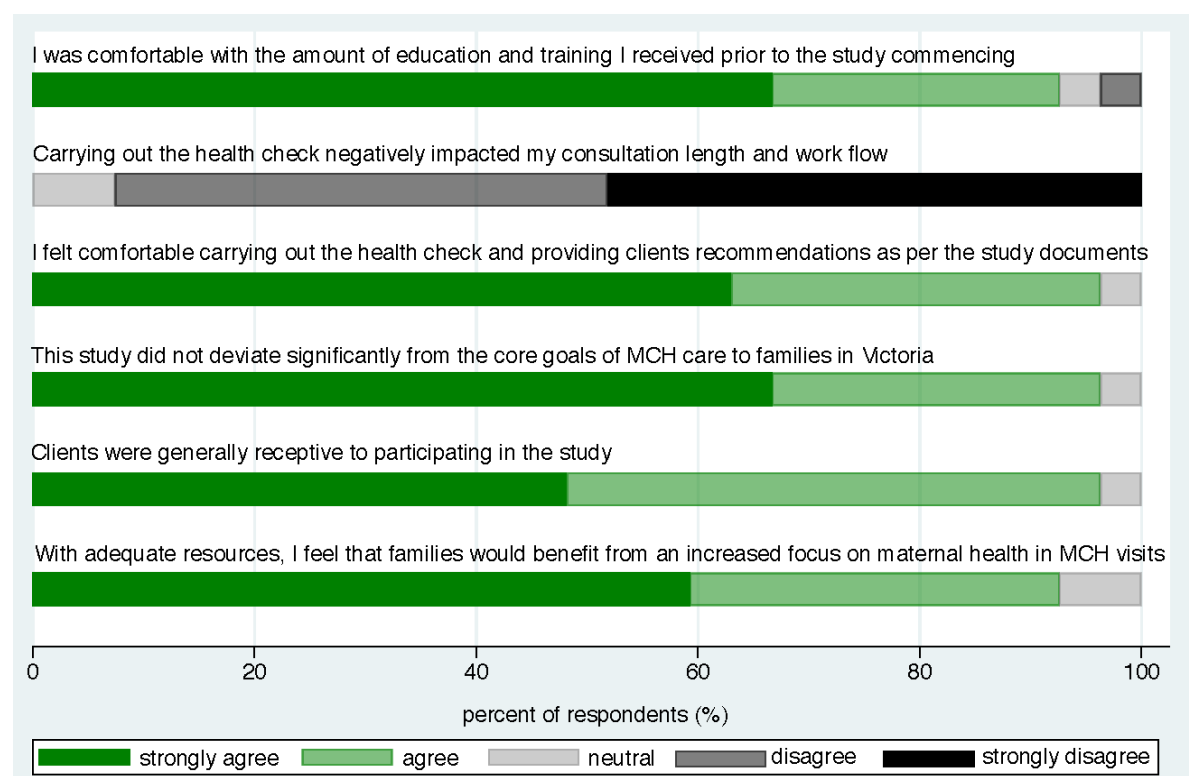 I was comfortable with the amount of education and training I received prior to the study commencing
Carrying out the health check negatively impacted my consultation length and work flow
I felt comfortable carrying out the health check and providing clients recommendations as per the study documents
This study did not deviate significantly from the core goals of MCH care to families in Victoria
Clients were generally receptive to participating in the study
With adequate resources, I feel that families would benefit from an increased focus on maternal health in MCH visits
0 20 40 60 80 100
percent of respondents (%)
strongly agree agree neutral disagree strongly disagree